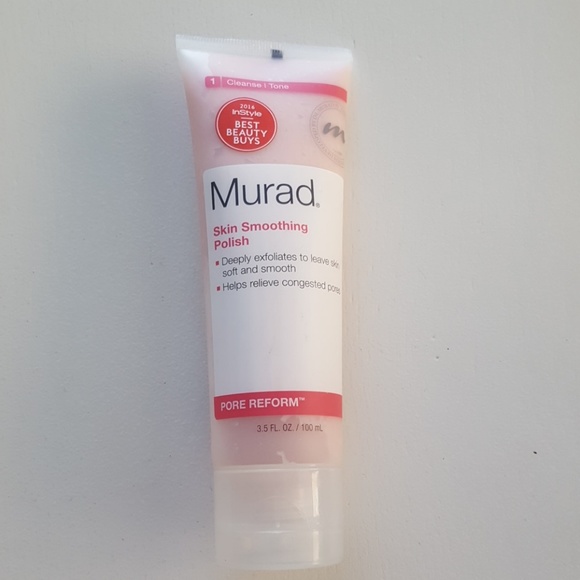 1 Cleanse | Tone
2016
InStyle
BEST
BEAUTY
BUYS
m
Murad.
Skin Smoothing
Polish
▪ Deeply exfoliates to leave skin
soft and smooth
▪ Helps relieve congested pores
PORE REFORM™
3.5 FL. OZ. / 100 mL